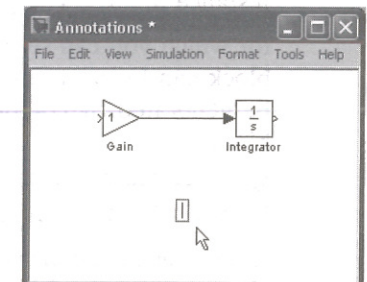 Annotations *
File Edit View Simulation Format Tools Help
1
1
s
Gain
Integrator